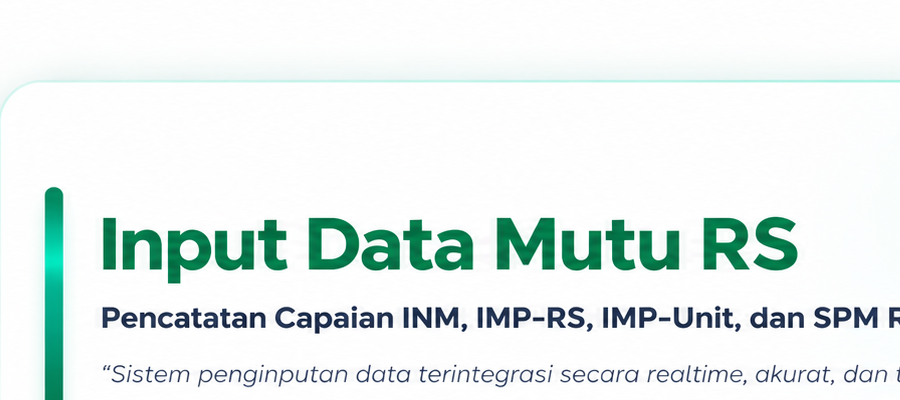 Input Data Mutu RS
Pencatatan Capaian INM, IMP-RS, IMP-Unit, dan SPM
“Sistem penginputan data terintegrasi secara realtime, akurat, dan